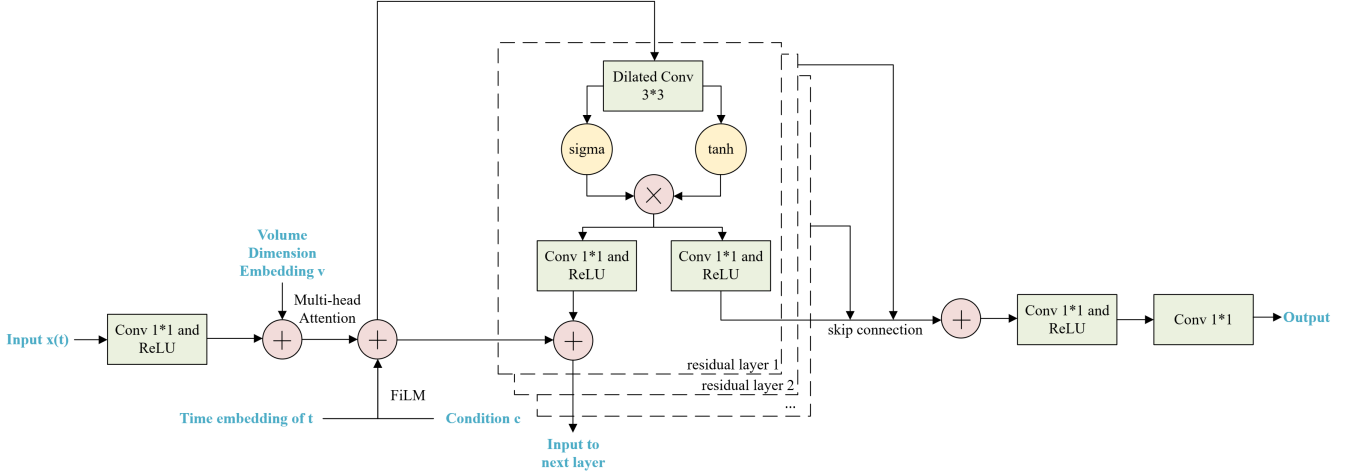 Dilated Conv
3*3
sigma
tanh
Volume
Dimension
Embedding v
Multi-head
Attention
Conv 1*1 and
ReLU
Conv 1*1 and
ReLU
Input x(t)
Conv 1*1 and
ReLU
skip connection
Conv 1*1 and
ReLU
Conv 1*1
Output
residual layer 1
residual layer 2
...
FiLM
Time embedding of t
Condition c
Input to
next layer